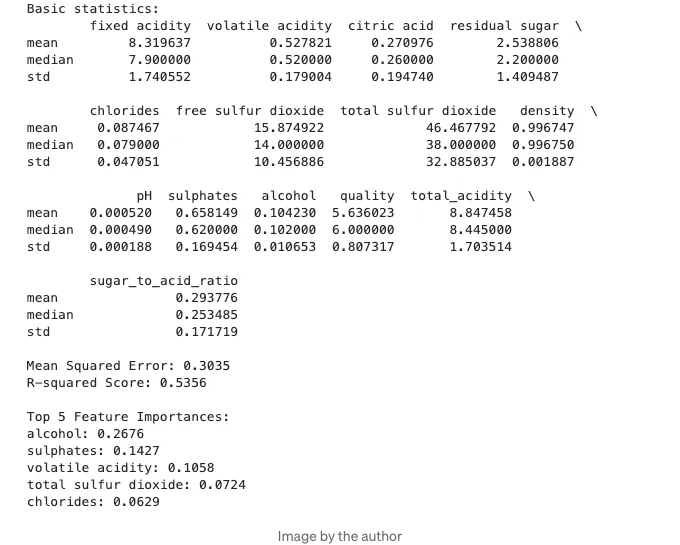 Basic statistics:
fixed acidity volatile acidity citric acid residual sugar \
mean 8.319637 0.527821 0.270976 2.538806
median 7.900000 0.520000 0.260000 2.200000
std 1.740552 0.179004 0.194740 1.409487
chlorides free sulfur dioxide total sulfur dioxide density \
mean 0.087467 15.874922 46.467792 0.996747
median 0.079000 14.000000 38.000000 0.996750
std 0.047051 10.456886 32.885037 0.001887
pH sulphates alcohol quality total_acidity \
mean 0.000520 0.658149 0.104230 5.636023 8.847458
median 0.000490 0.620000 0.102000 6.000000 8.445000
std 0.000188 0.169454 0.010653 0.807317 1.703514
sugar_to_acid_ratio
mean 0.293776
median 0.253485
std 0.171719
Mean Squared Error: 0.3035
R-squared Score: 0.5356
Top 5 Feature Importances:
alcohol: 0.2676
sulphates: 0.1427
volatile acidity: 0.1058
total sulfur dioxide: 0.0724
chlorides: 0.0629
Image by the author